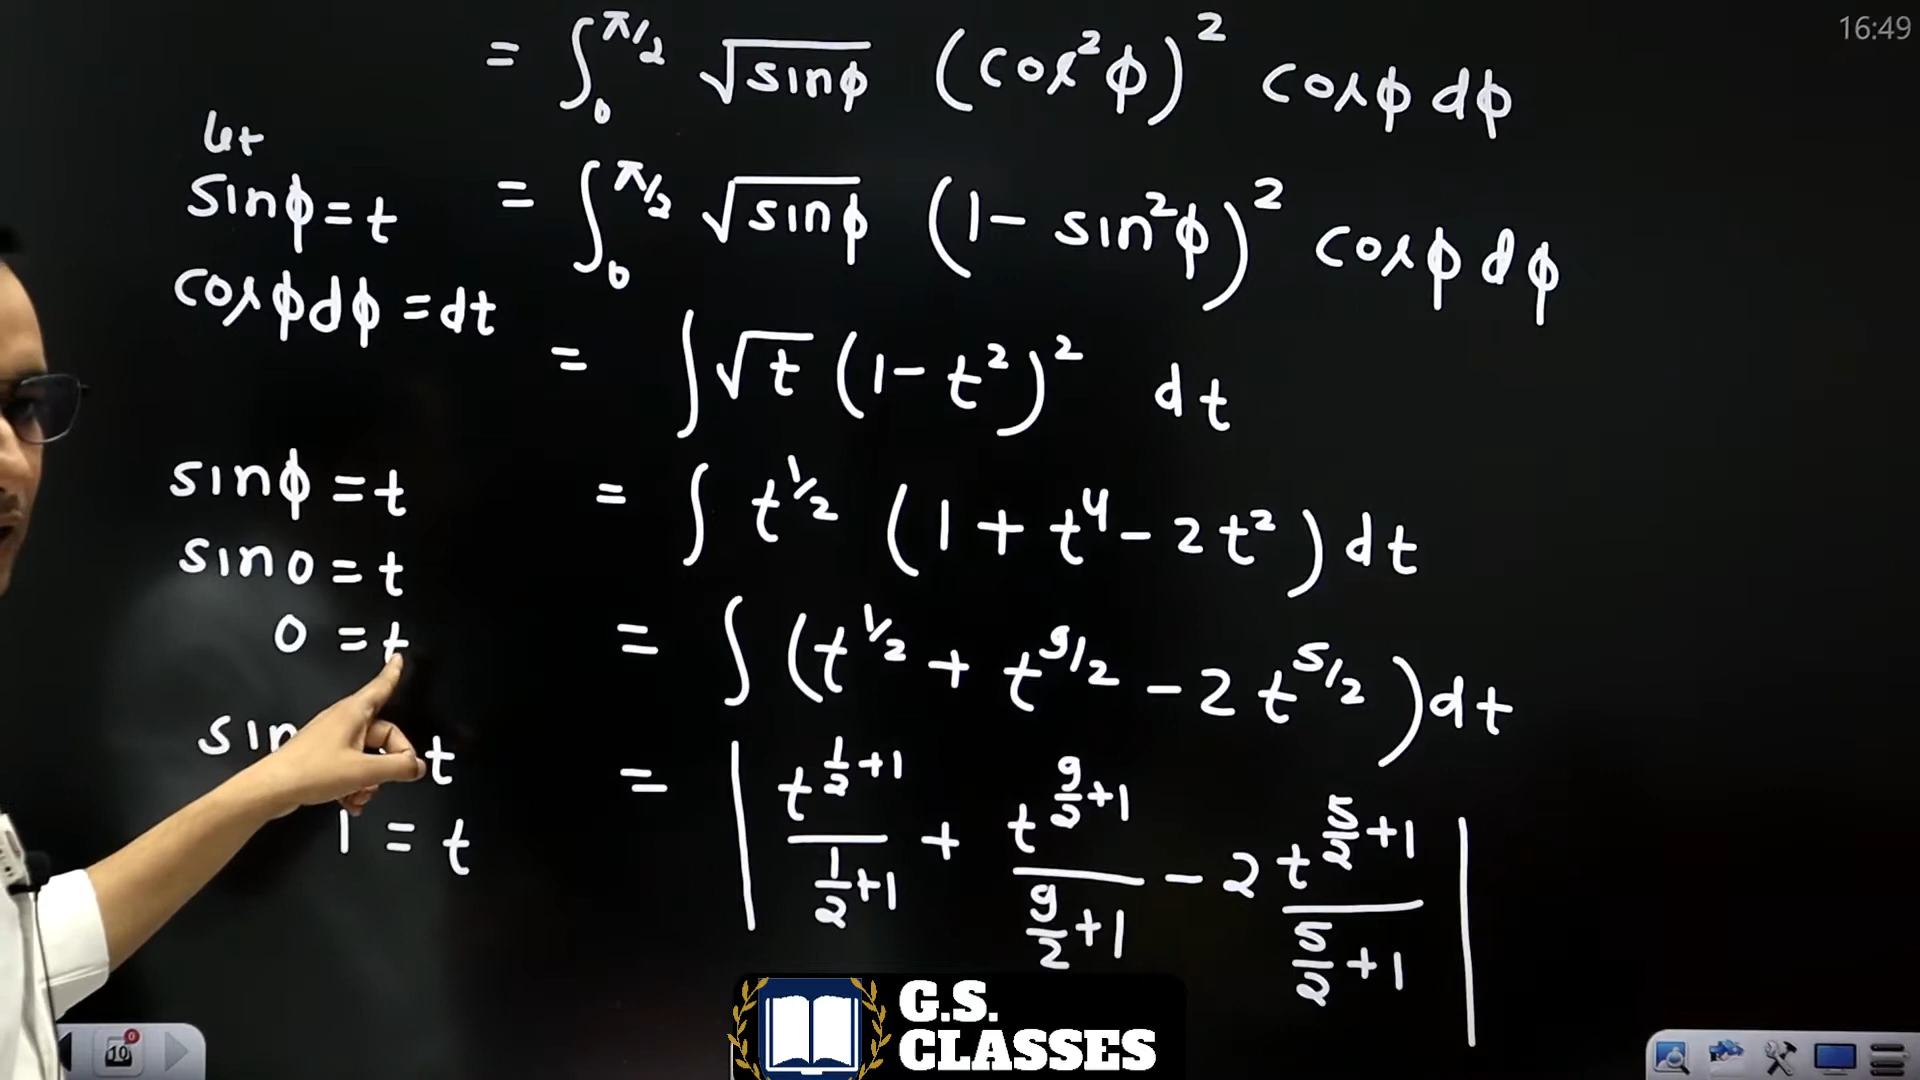 16:49
= ∫₀^π/2 √sinϕ (cos²ϕ)² cosϕ dϕ
let
sinϕ = t
= ∫₀^π/2 √sinϕ (1 - sin²ϕ)² cosϕ dϕ
cosϕ dϕ = dt
= ∫ √t (1 - t²)² dt
sinϕ = t
= ∫ t^1/2 (1 + t⁴ - 2t²) dt
sin0 = t
0 = t
= ∫ (t^1/2 + t^9/2 - 2t^5/2) dt
sin t
1 = t
= | t^(1/2+1) / (1/2+1) + t^(9/2+1) / (9/2+1) - 2 t^(5/2+1) / (5/2+1) |
G.S.
CLASSES
10
0